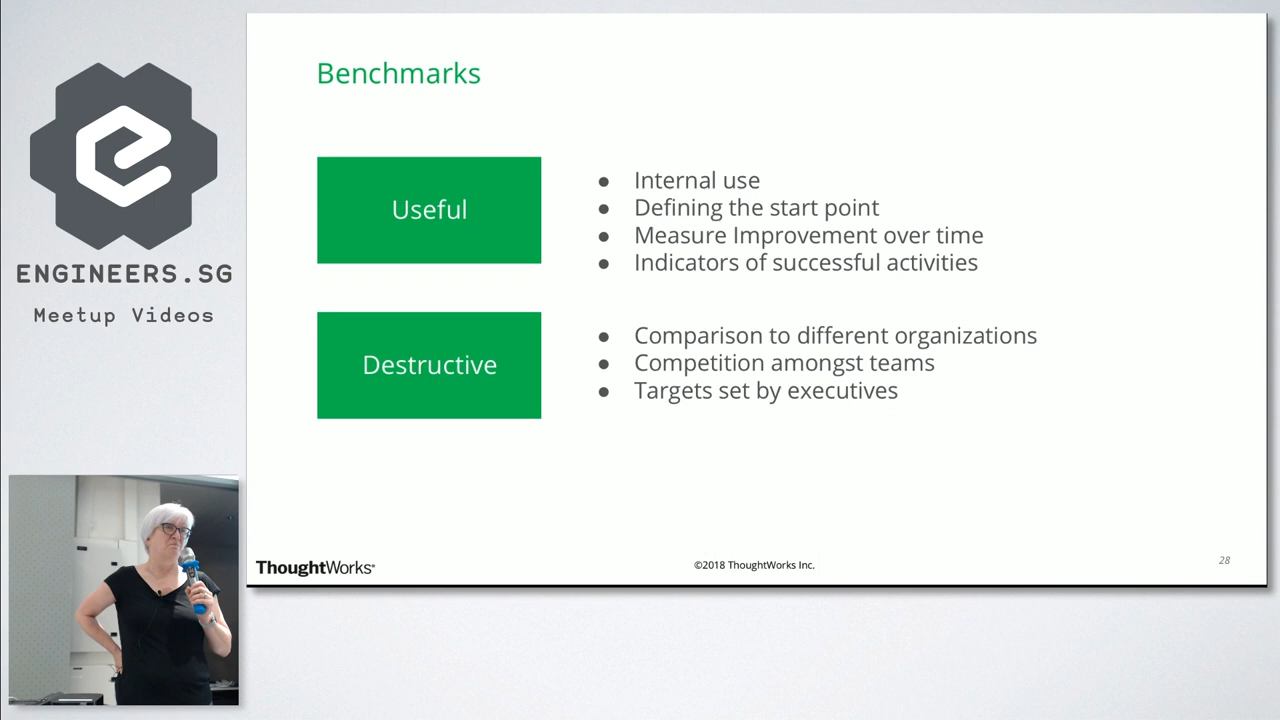 ENGINEERS.SG
Meetup Videos
Benchmarks
Useful
● Internal use
● Defining the start point
● Measure Improvement over time
● Indicators of successful activities
Destructive
● Comparison to different organizations
● Competition amongst teams
● Targets set by executives
ThoughtWorks®
©2018 ThoughtWorks Inc.
28